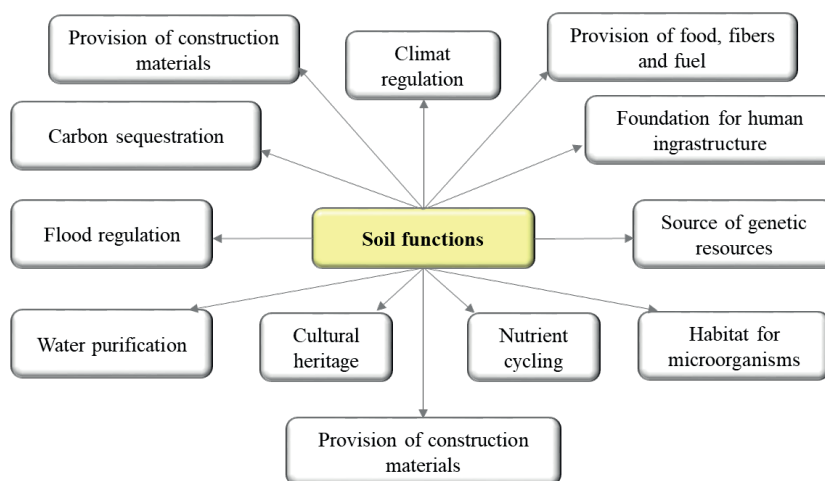 Provision of construction
materials
Climat
regulation
Provision of food, fibers
and fuel
Carbon sequestration
Foundation for human
ingrastructure
Flood regulation
Soil functions
Source of genetic
resources
Water purification
Cultural
heritage
Nutrient
cycling
Habitat for
microorganisms
Provision of construction
materials